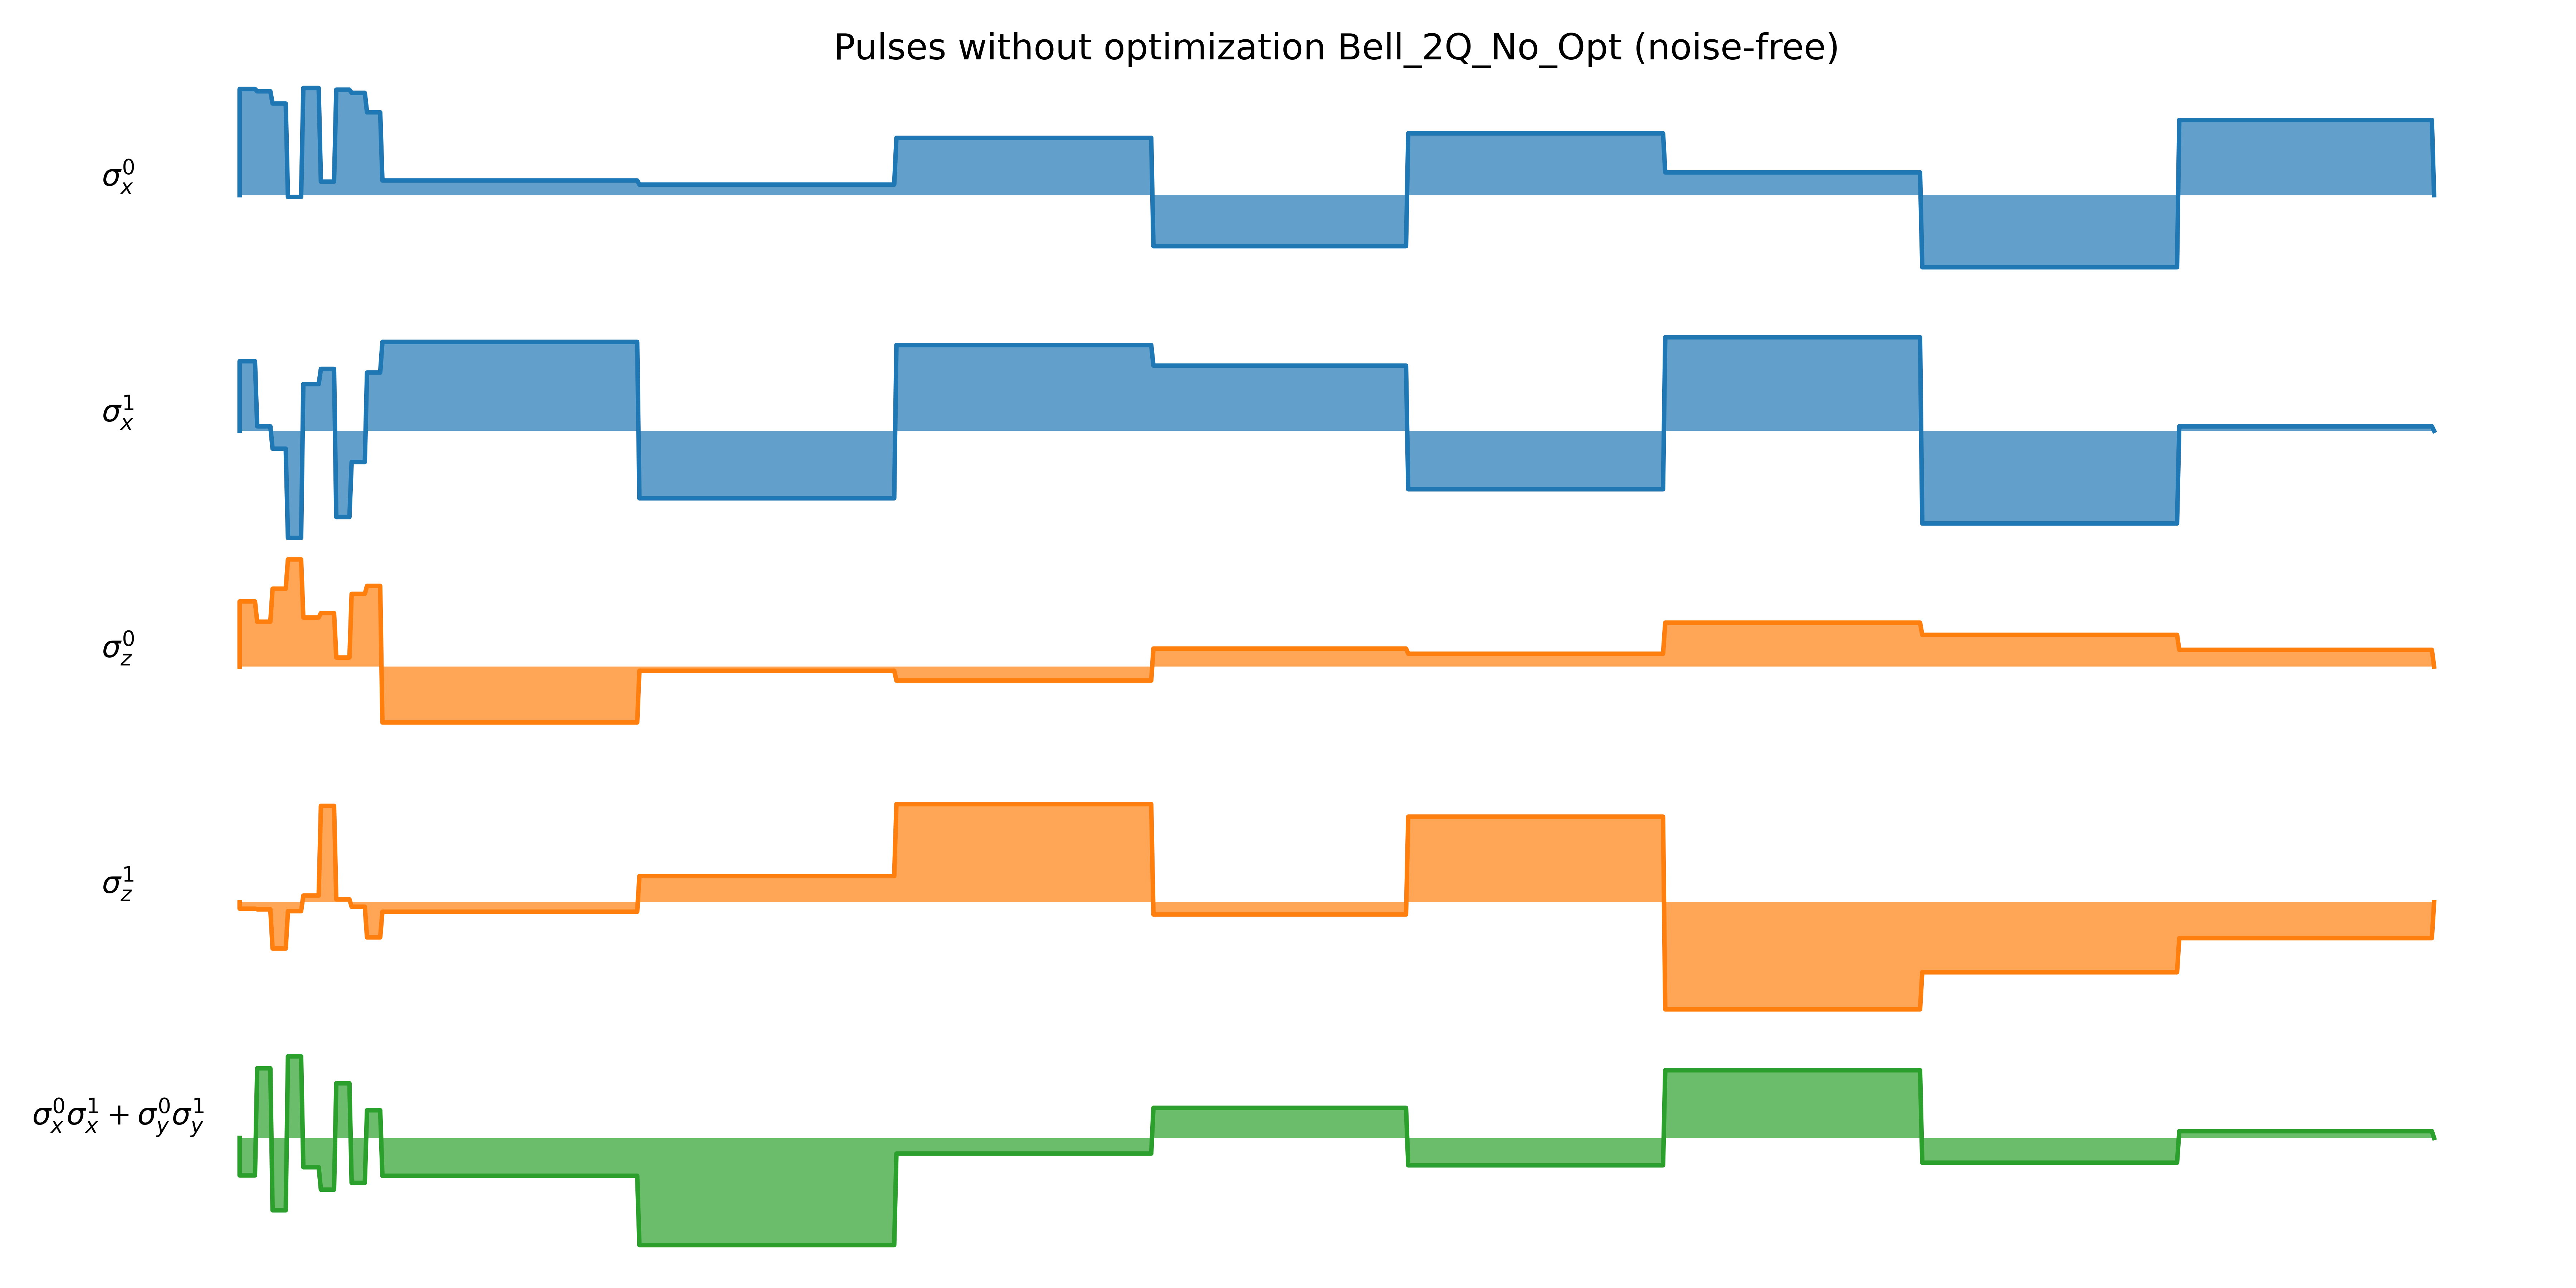 Pulses without optimization Bell_2Q_No_Opt (noise-free)
σ_x^0
σ_x^1
σ_z^0
σ_z^1
σ_x^0σ_x^1 + σ_y^0σ_y^1